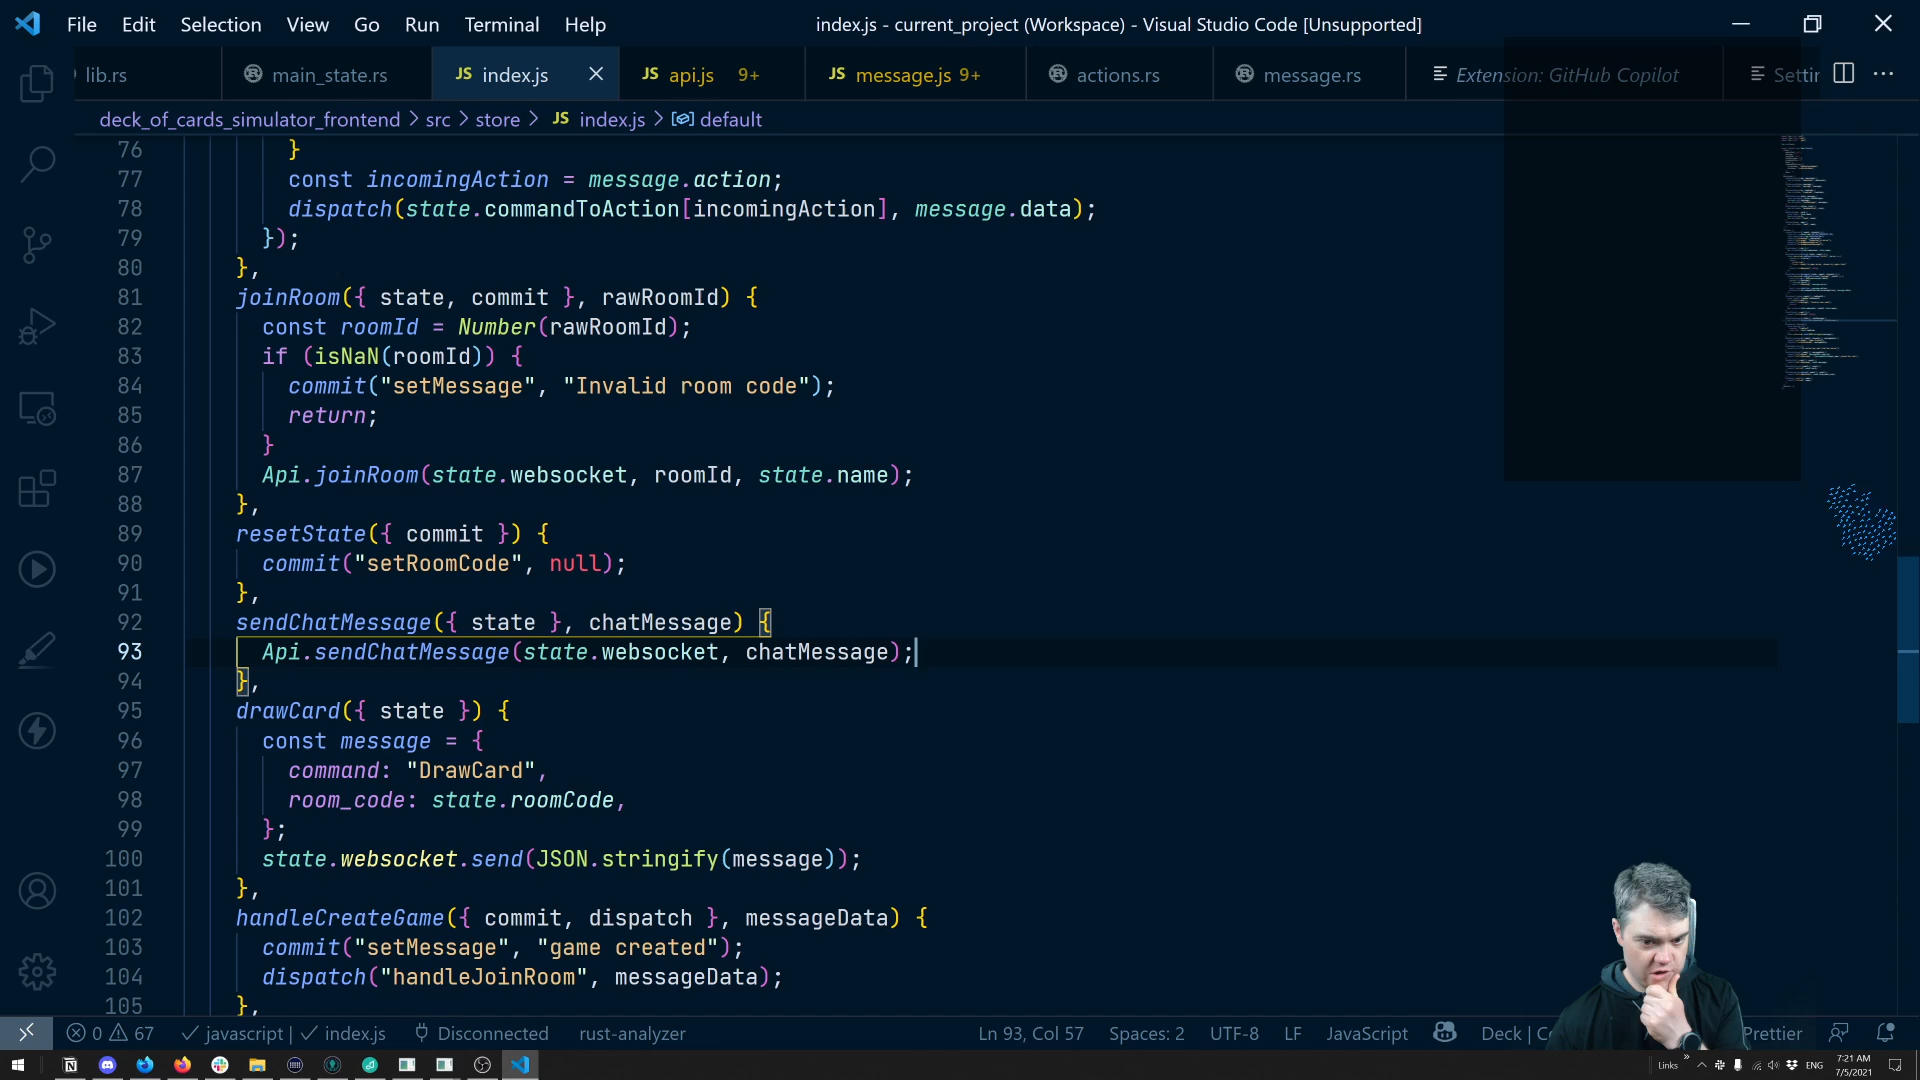 File Edit Selection View Go Run Terminal Help index.js - current_project (Workspace) - Visual Studio Code [Unsupported]
lib.rs main_state.rs JS index.js JS api.js 9+ JS message.js 9+ actions.rs message.rs Extension: GitHub Copilot Settin
deck_of_cards_simulator_frontend > src > store > JS index.js > default
76 }
77 const incomingAction = message.action;
78 dispatch(state.commandToAction[incomingAction], message.data);
79 });
80 },
81 joinRoom({ state, commit }, rawRoomId) {
82 const roomId = Number(rawRoomId);
83 if (isNaN(roomId)) {
84 commit("setMessage", "Invalid room code");
85 return;
86 }
87 Api.joinRoom(state.websocket, roomId, state.name);
88 },
89 resetState({ commit }) {
90 commit("setRoomCode", null);
91 },
92 sendChatMessage({ state }, chatMessage) {
93 Api.sendChatMessage(state.websocket, chatMessage);
94 },
95 drawCard({ state }) {
96 const message = {
97 command: "DrawCard",
98 room_code: state.roomCode,
99 };
100 state.websocket.send(JSON.stringify(message));
101 },
102 handleCreateGame({ commit, dispatch }, messageData) {
103 commit("setMessage", "game created");
104 dispatch("handleJoinRoom", messageData);
105 },
0 67 javascript | index.js Disconnected rust-analyzer Ln 93, Col 57 Spaces: 2 UTF-8 LF JavaScript Deck | Co Prettier
Links ENG 7:21 AM
7/5/2021